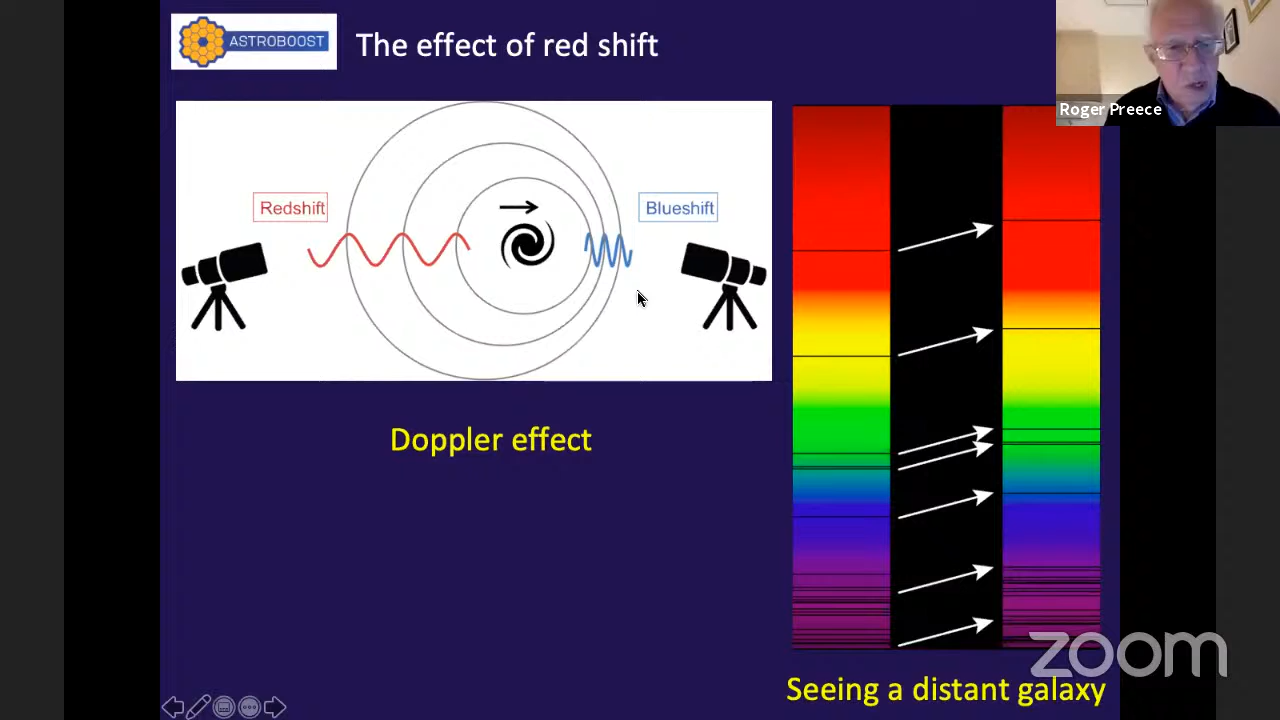 ASTROBOOST
The effect of red shift
Roger Preece
Redshift
Blueshift
Doppler effect
zoom
Seeing a distant galaxy